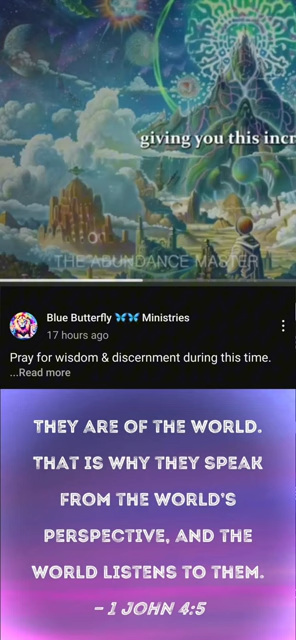 giving you this incr
THE ABUNDANCE MASTER
Blue Butterfly 🦋🦋 Ministries
17 hours ago
Pray for wisdom & discernment during this time.
...Read more
THEY ARE OF THE WORLD.
THAT IS WHY THEY SPEAK
FROM THE WORLD'S
PERSPECTIVE, AND THE
WORLD LISTENS TO THEM.
– 1 JOHN 4:5